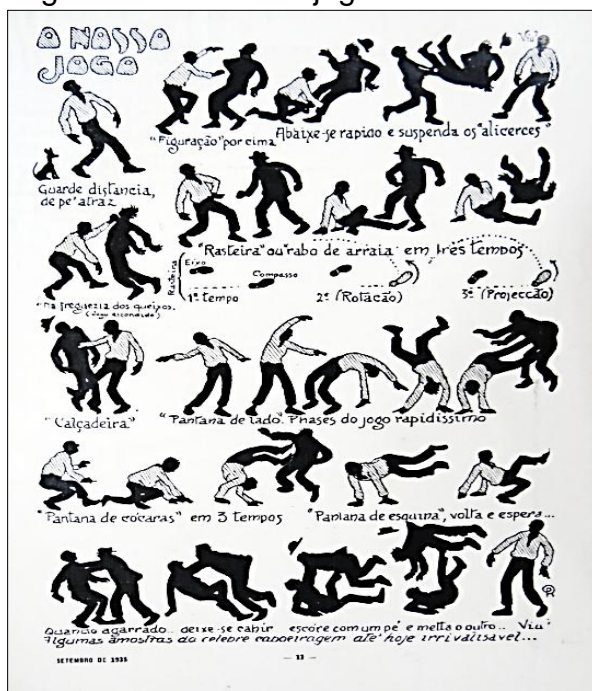 A NOSSO
JOGO
"Figuração" por cima
Abaixe-se rapido e suspenda os "alicerces"
Viu!
Guarde distancia,
de pé atraz
"Rasteira" ou "rabo de arraia" em três tempos
Rasteira
Eixo
Compasso
1º tempo
2º (Rotação)
3º (Projecção)
"Na freguezia dos queixos.
(jogo escondido)
"Calçadeira"
"Pantana de lado". Phases do jogo rapidissimo
"Pantana de cócaras" em 3 tempos
"Pantana de esquina", volta e espera...
Quando agarrado.. deixe-se cahir escóre com um pé e metta o outro.. Viu!
Algumas amostras da celebre capoeiragem até hoje irrivalisavel...
SETEMBRO DE 1935
— 13 —